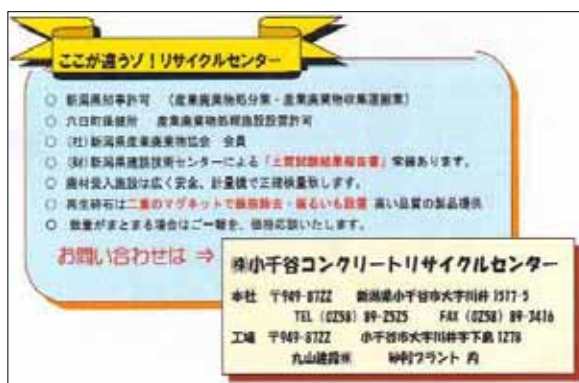 ここが違うゾ!リサイクルセンター
○ 新潟県知事許可 (産業廃棄物処分業・産業廃棄物収集運搬業)
○ 六日町保健所 産業廃棄物処理施設設置許可
○ (社)新潟県産業廃棄物協会 会員
○ (財)新潟県建設技術センターによる「土質試験結果報告書」常備あります。
○ 廃材受入施設は広く安全、計量機で正確検量致します。
○ 再生砕石は二重のマグネットで鉄筋除去・振るいも設置 高い品質の製品提供
○ 数量がまとまる場合はご一報を、価格応談いたします。
お問い合わせは ⇒
㈱小千谷コンクリートリサイクルセンター
本社 〒949-8722 新潟県小千谷市大字川井 1517-5
TEL (0258) 89-2525 FAX (0258) 89-3416
工場 〒949-8722 小千谷市大字川井字下島 1278
丸山建設㈱ 砂利プラント 内